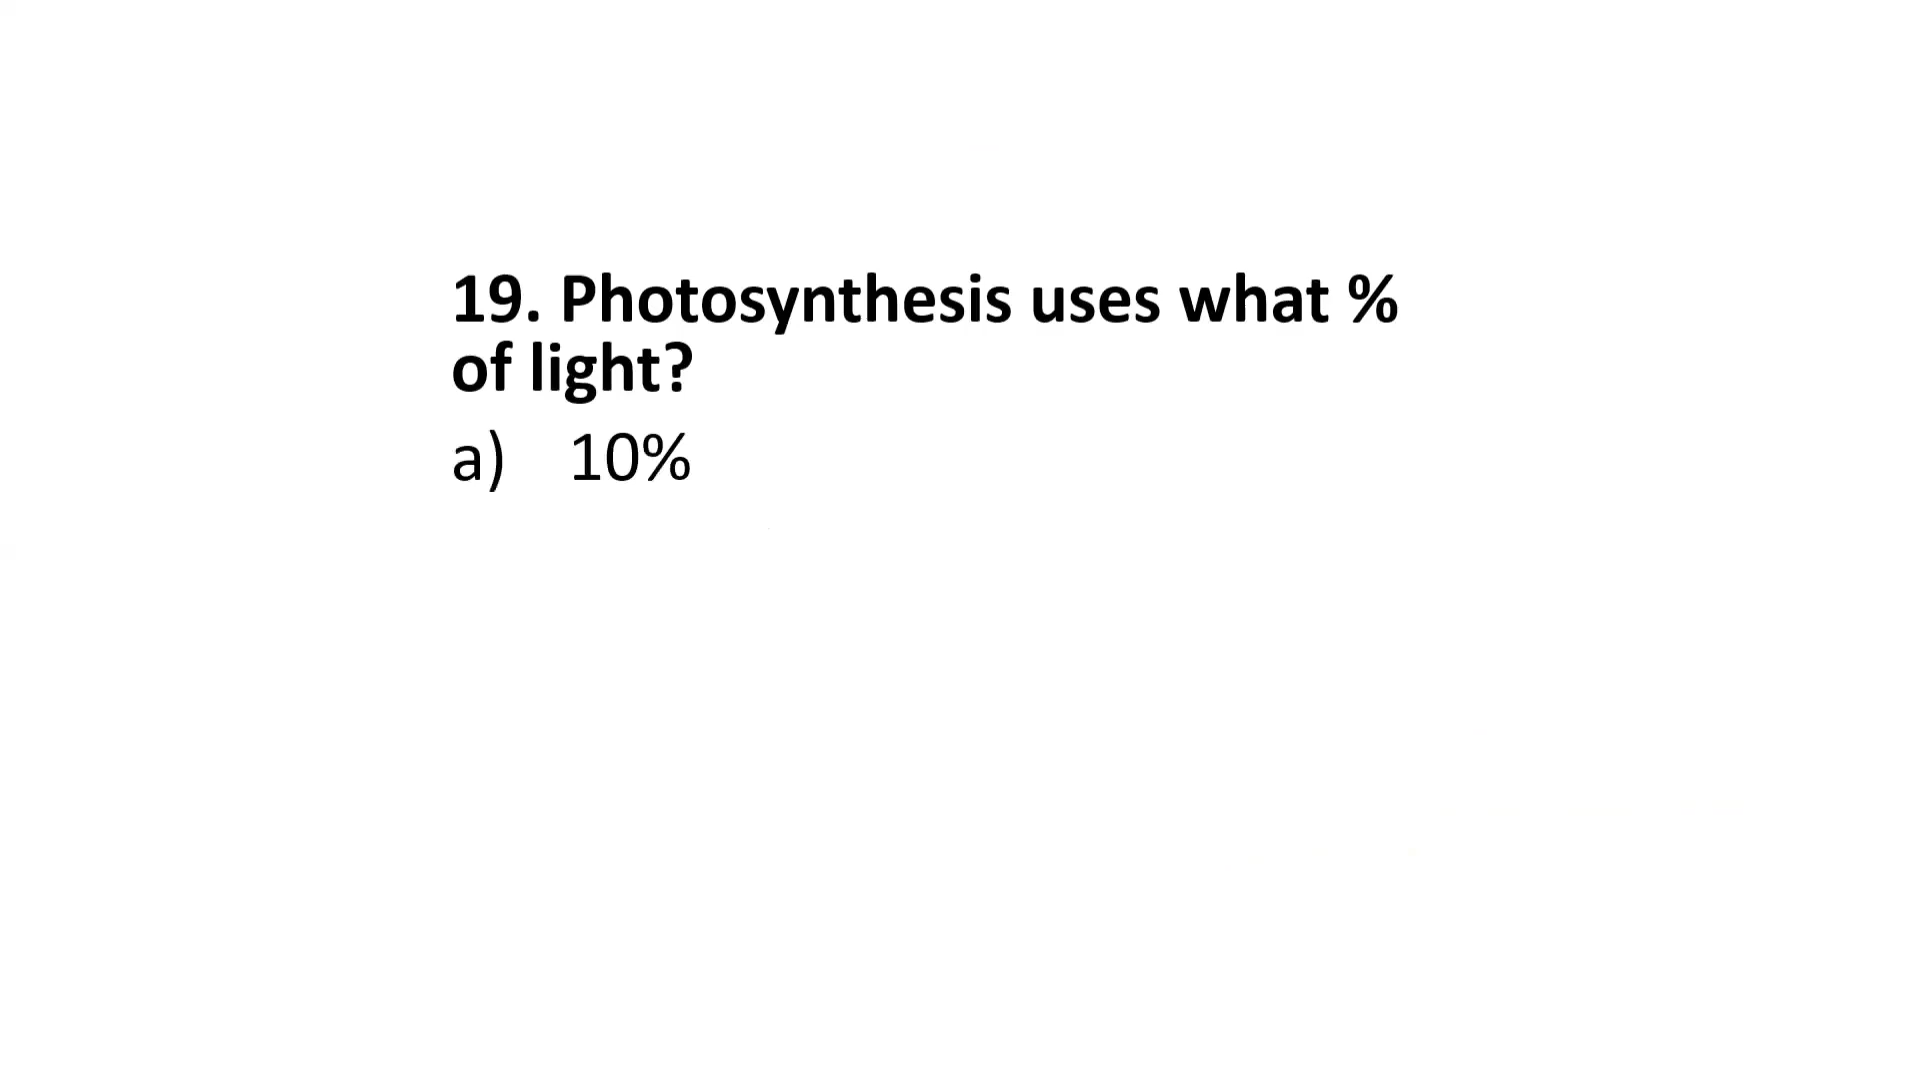 19. Photosynthesis uses what %
of light?
a) 10%